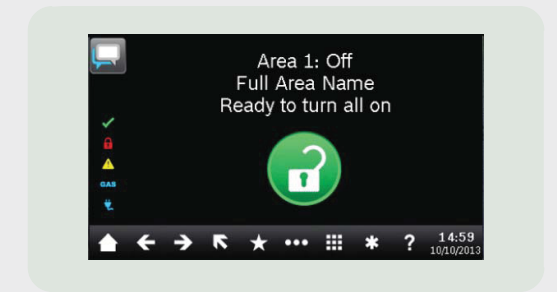 Area 1: Off
Full Area Name
Ready to turn all on
GAS
?
14:59
10/10/2013